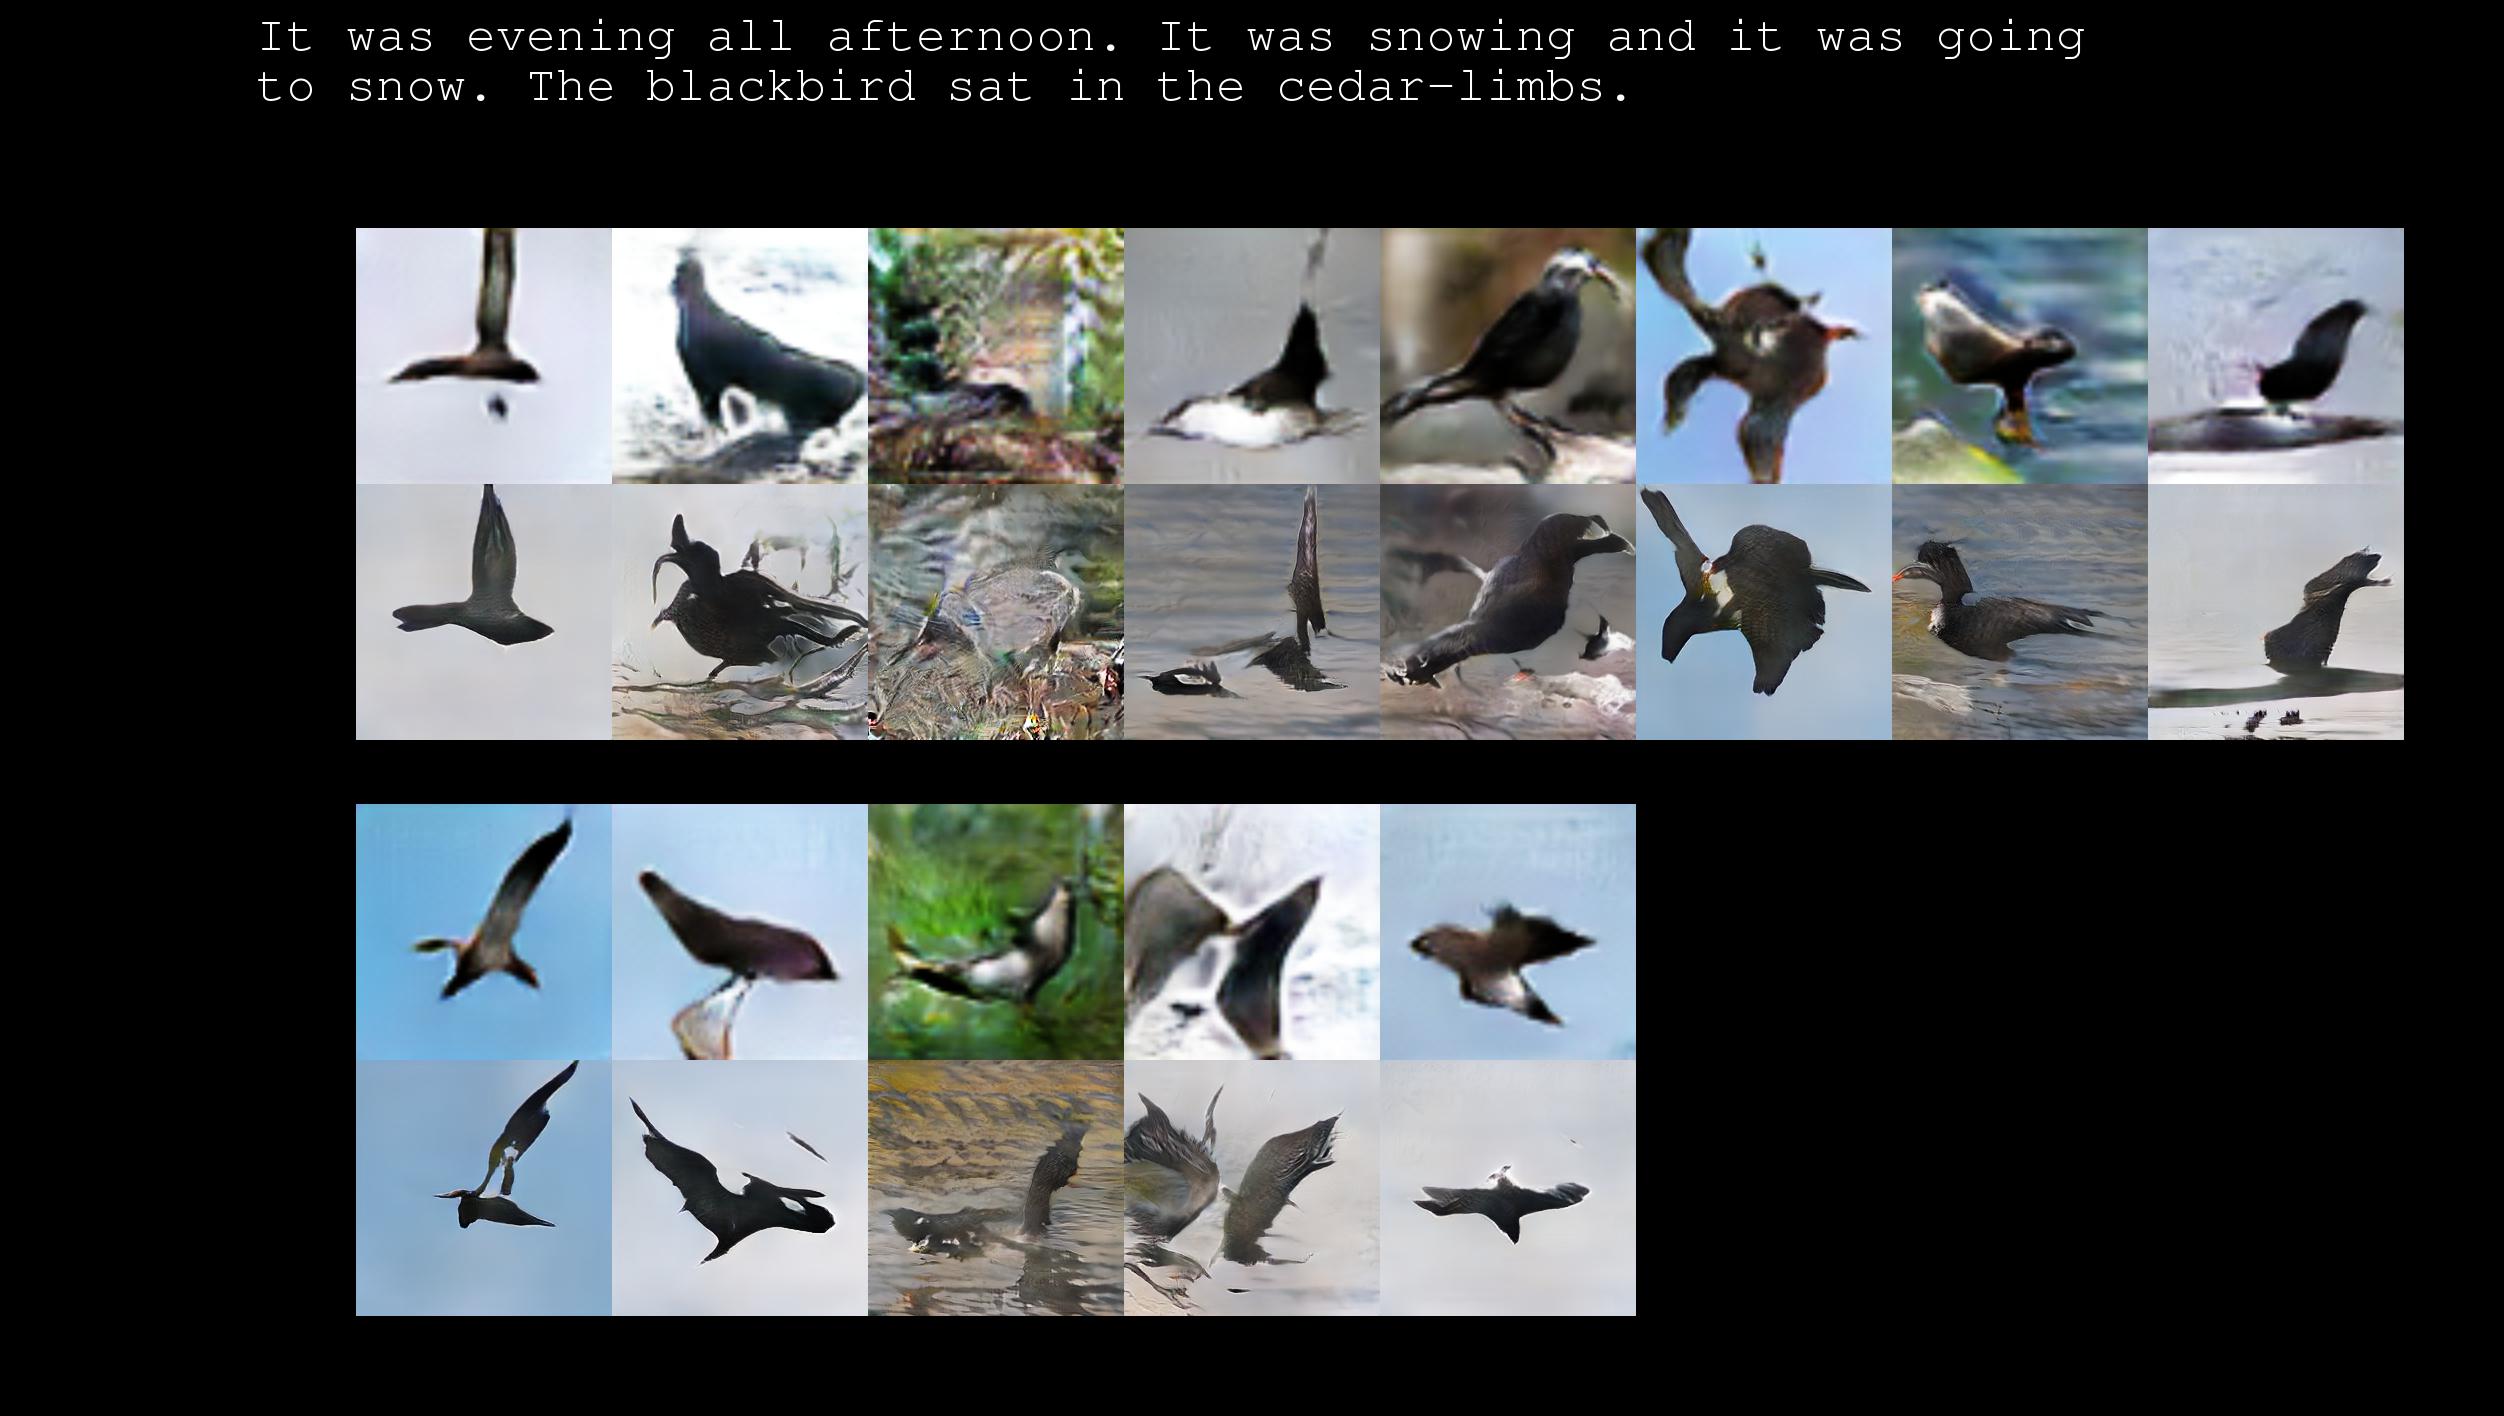 It was evening all afternoon. It was snowing and it was going
to snow. The blackbird sat in the cedar-limbs.